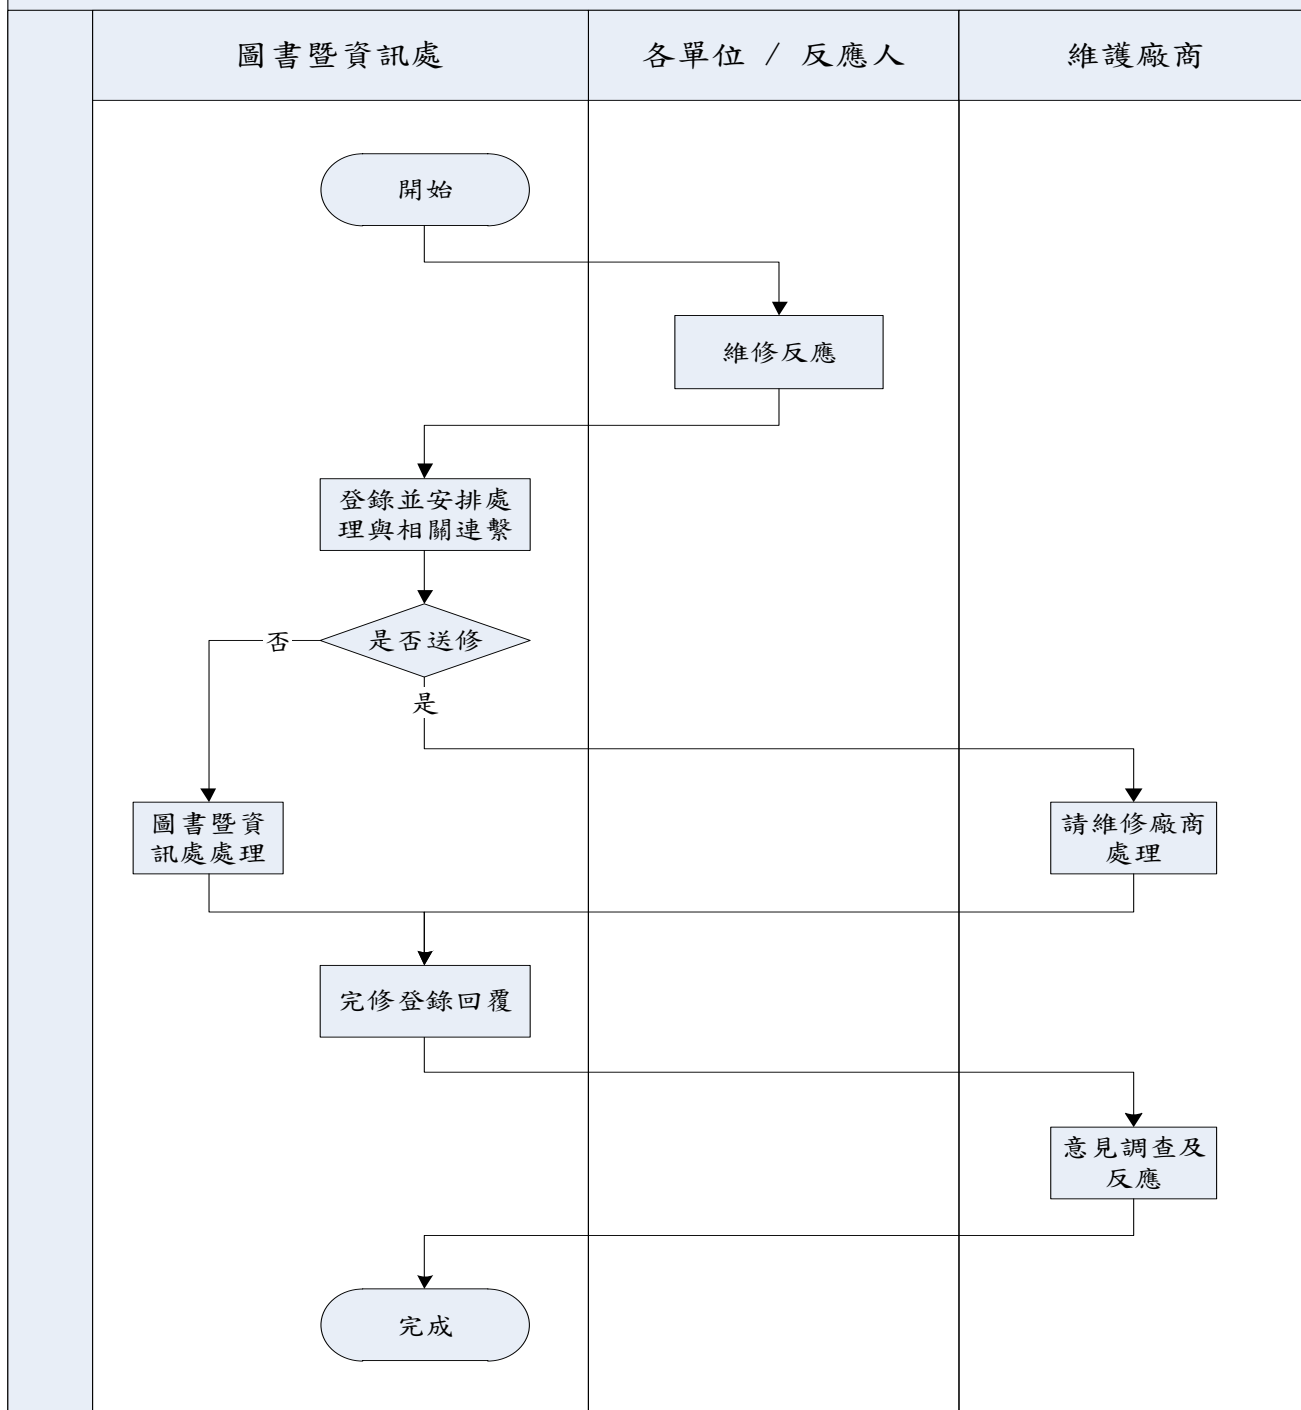 圖書暨資訊處
各單位 / 反應人
維護廠商
開始
維修反應
登錄並安排處
理與相關連繫
是否送修
否
是
圖書暨資
訊處處理
請維修廠商
處理
完修登錄回覆
意見調查及
反應
完成